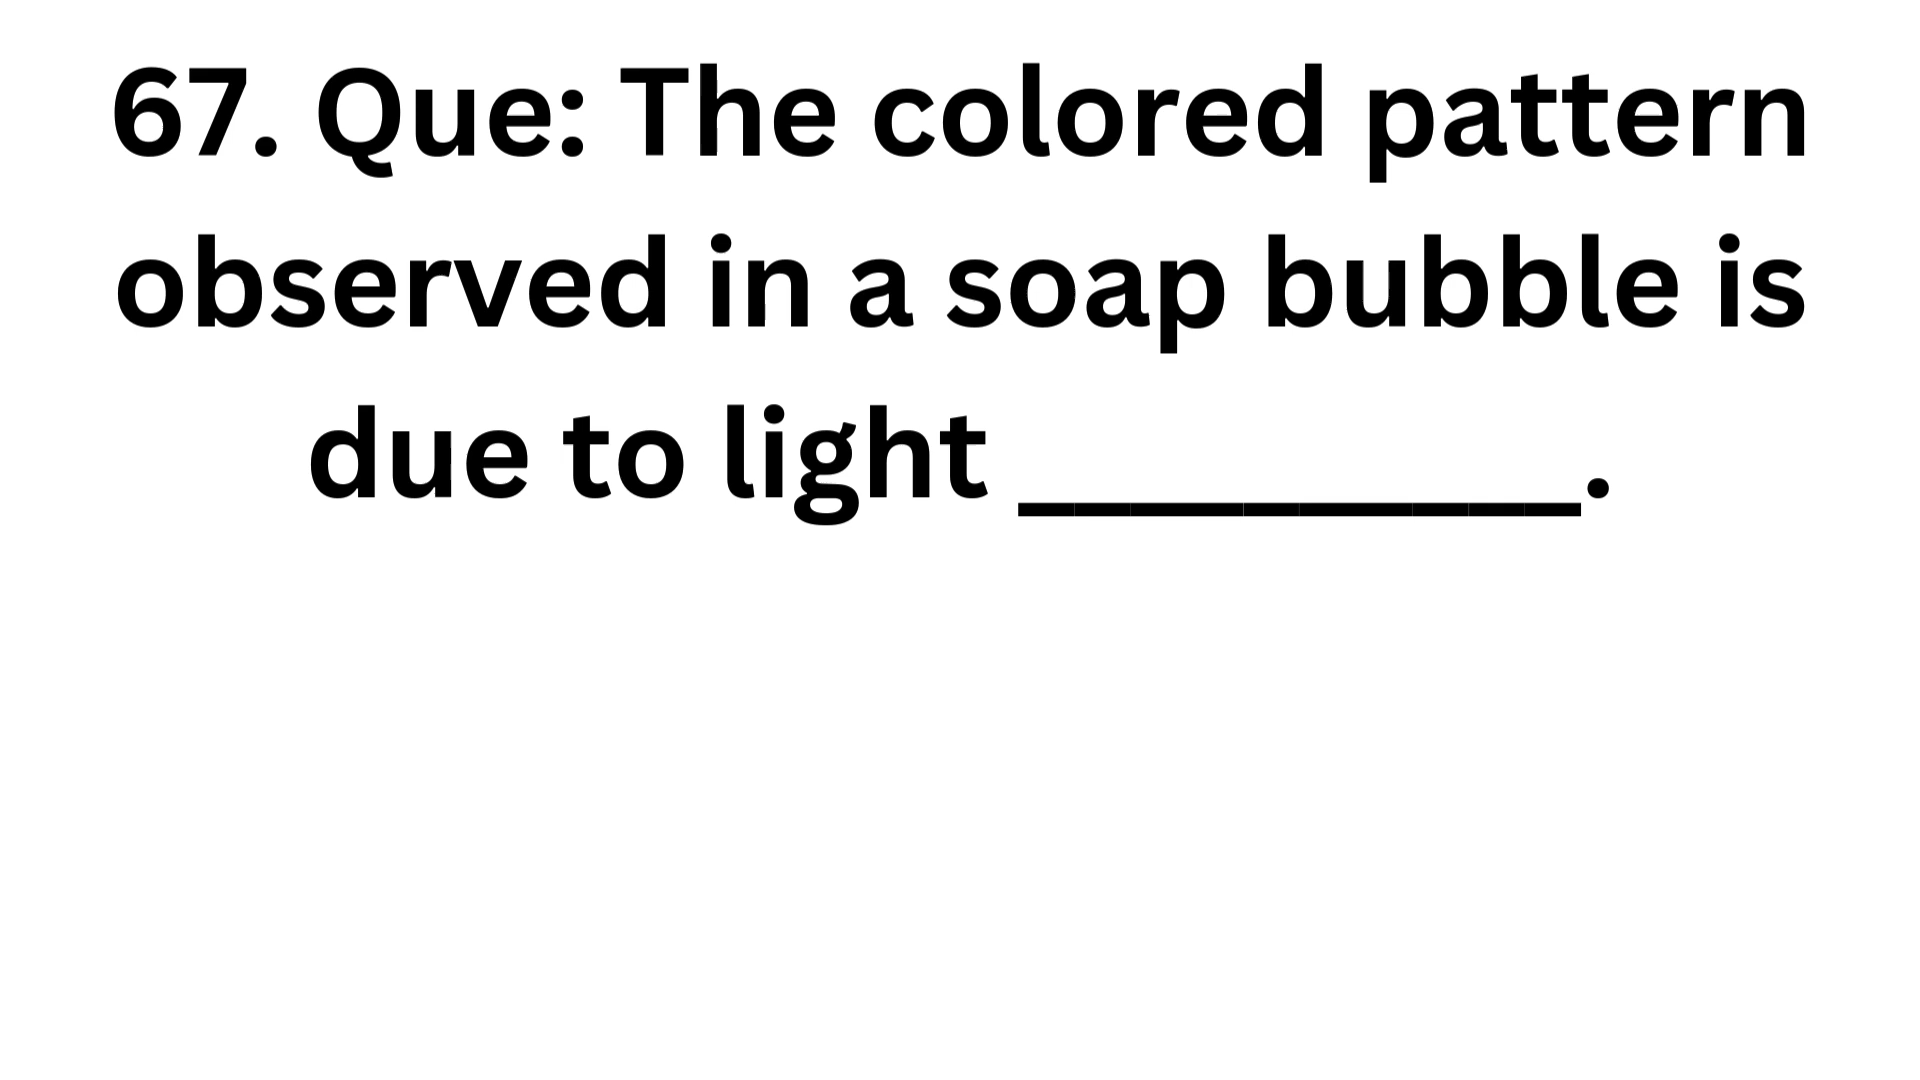 67. Que: The colored pattern
observed in a soap bubble is
due to light __________.